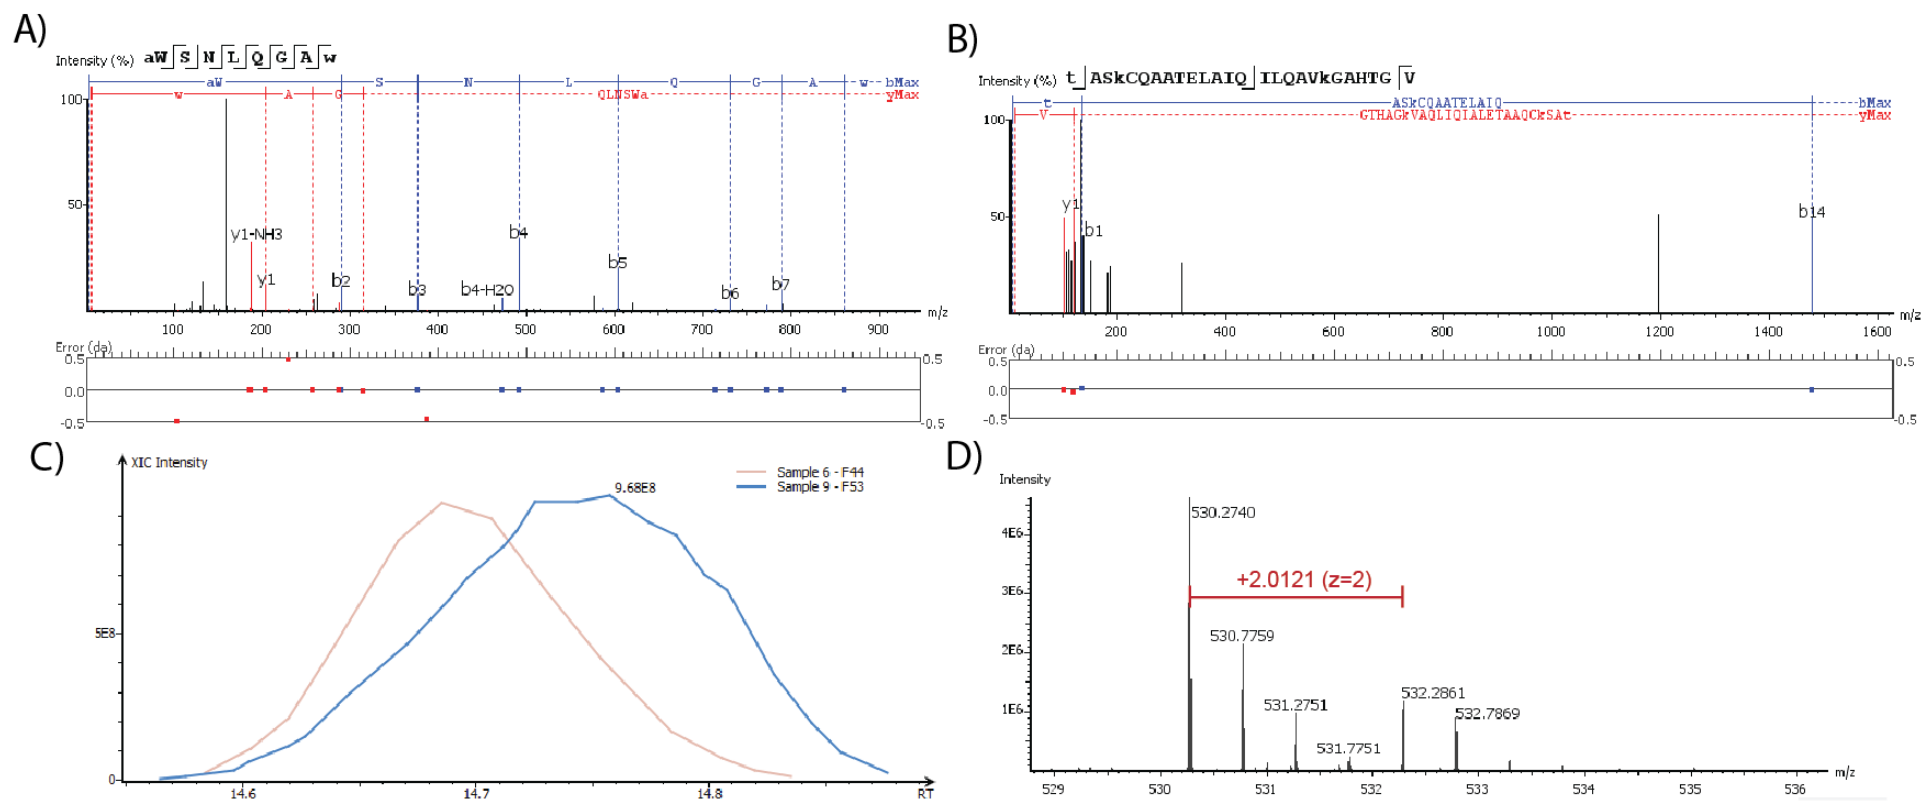 A)
Intensity (%) aW S N L Q G A w
aW S N L Q G A w bMax
w A G QLNSWa yMax
100
50
y1-NH3
y1
b2
b3
b4-H2O
b4
b5
b6
b7
100 200 300 400 500 600 700 800 900 m/z
Error (da)
0.5 0.5
0.0
-0.5 -0.5
B)
Intensity (%) t ASkCQAATELAIQ ILQAVkGAHTG V
t ASkCQAATELAIQ bMax
V GTHAGkVAQLIQIALETAAQCkSAt yMax
100
50
y1
b1
b14
200 400 600 800 1000 1200 1400 1600 m/z
Error (da)
0.5 0.5
0.0
-0.5 -0.5
C)
XIC Intensity
Sample 6 - F44
Sample 9 - F53
9.68E8
5E8
0
14.6 14.7 14.8 RT
D)
Intensity
4E6
3E6
2E6
1E6
530.2740
+2.0121 (z=2)
530.7759
531.2751
531.7751
532.2861
532.7869
529 530 531 532 533 534 535 536 m/z